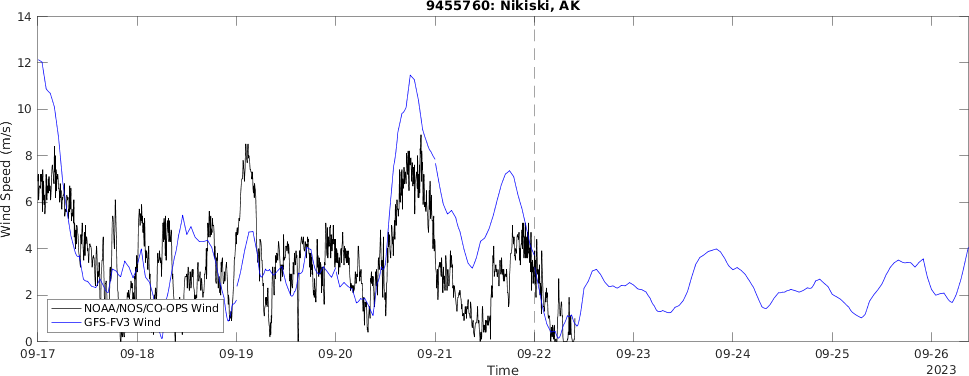 9455760: Nikiski, AK
14
12
10
8
6
4
2
0
Wind Speed (m/s)
NOAA/NOS/CO-OPS Wind
GFS-FV3 Wind
09-17 09-18 09-19 09-20 09-21 09-22 09-23 09-24 09-25 09-26
Time
2023